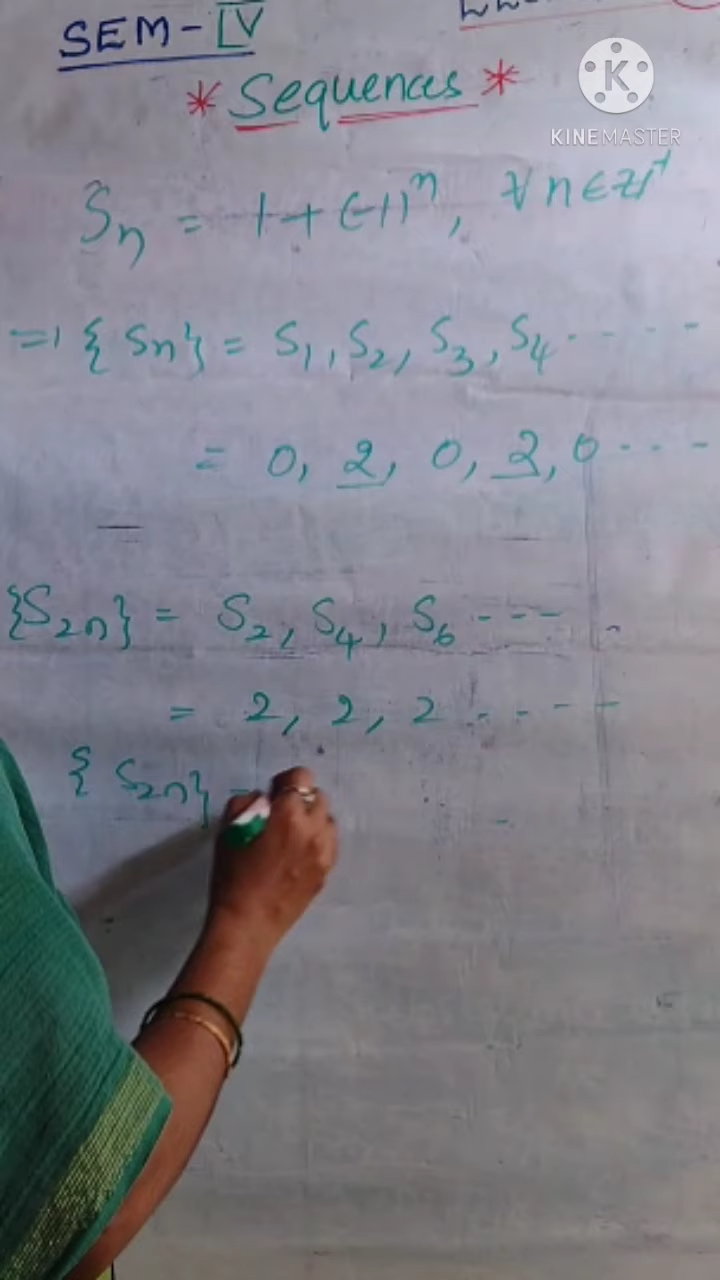 SEM-IV
K
KINEMASTER
* Sequences *
Sn = 1+(-1)ⁿ, ∀n∈Z⁺
⇒ {Sn} = S₁, S₂, S₃, S₄ .....
= 0, 2, 0, 2, 0 ...
{S₂n} = S₂, S₄, S₆ ---
= 2, 2, 2 ....
{S₂n} -